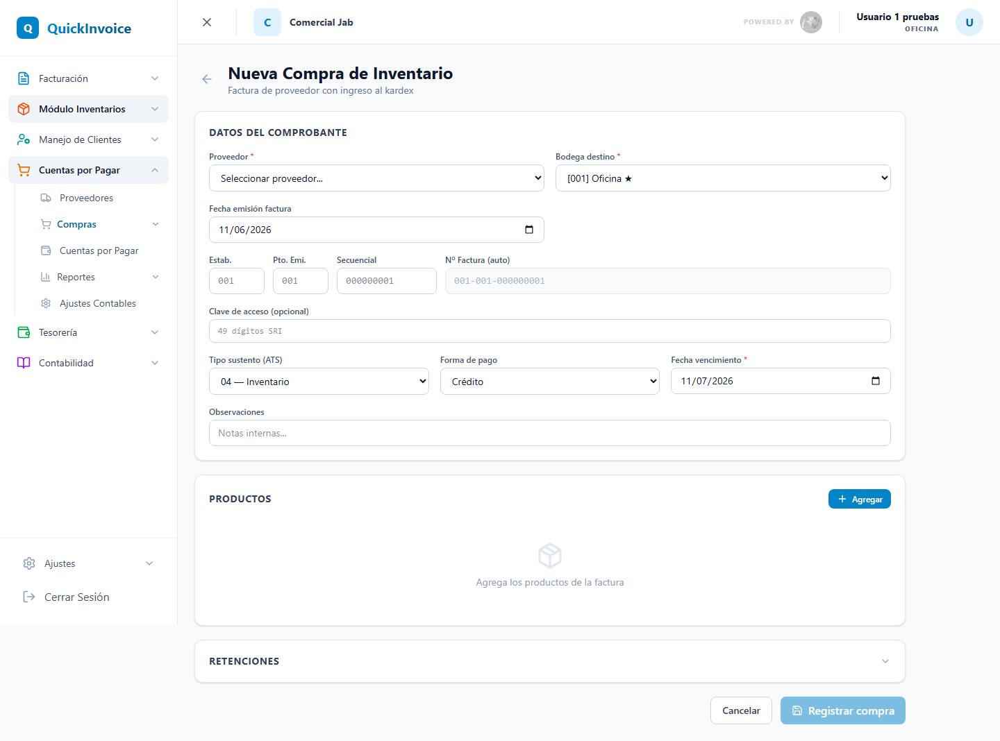 Q QuickInvoice
Facturación
Módulo Inventarios
Manejo de Clientes
Cuentas por Pagar
Proveedores
Compras
Cuentas por Pagar
Reportes
Ajustes Contables
Tesorería
Contabilidad
Ajustes
Cerrar Sesión
C Comercial Jab
POWERED BY
Usuario 1 pruebas
OFICINA
U
Nueva Compra de Inventario
Factura de proveedor con ingreso al kardex
DATOS DEL COMPROBANTE
Proveedor * Bodega destino *
Seleccionar proveedor... [001] Oficina ★
Fecha emisión factura
11/06/2026
Estab. Pto. Emi. Secuencial Nº Factura (auto)
001 001 000000001 001-001-000000001
Clave de acceso (opcional)
49 dígitos SRI
Tipo sustento (ATS) Forma de pago Fecha vencimiento *
04 — Inventario Crédito 11/07/2026
Observaciones
Notas internas...
PRODUCTOS
Agregar
Agrega los productos de la factura
RETENCIONES
Cancelar Registrar compra